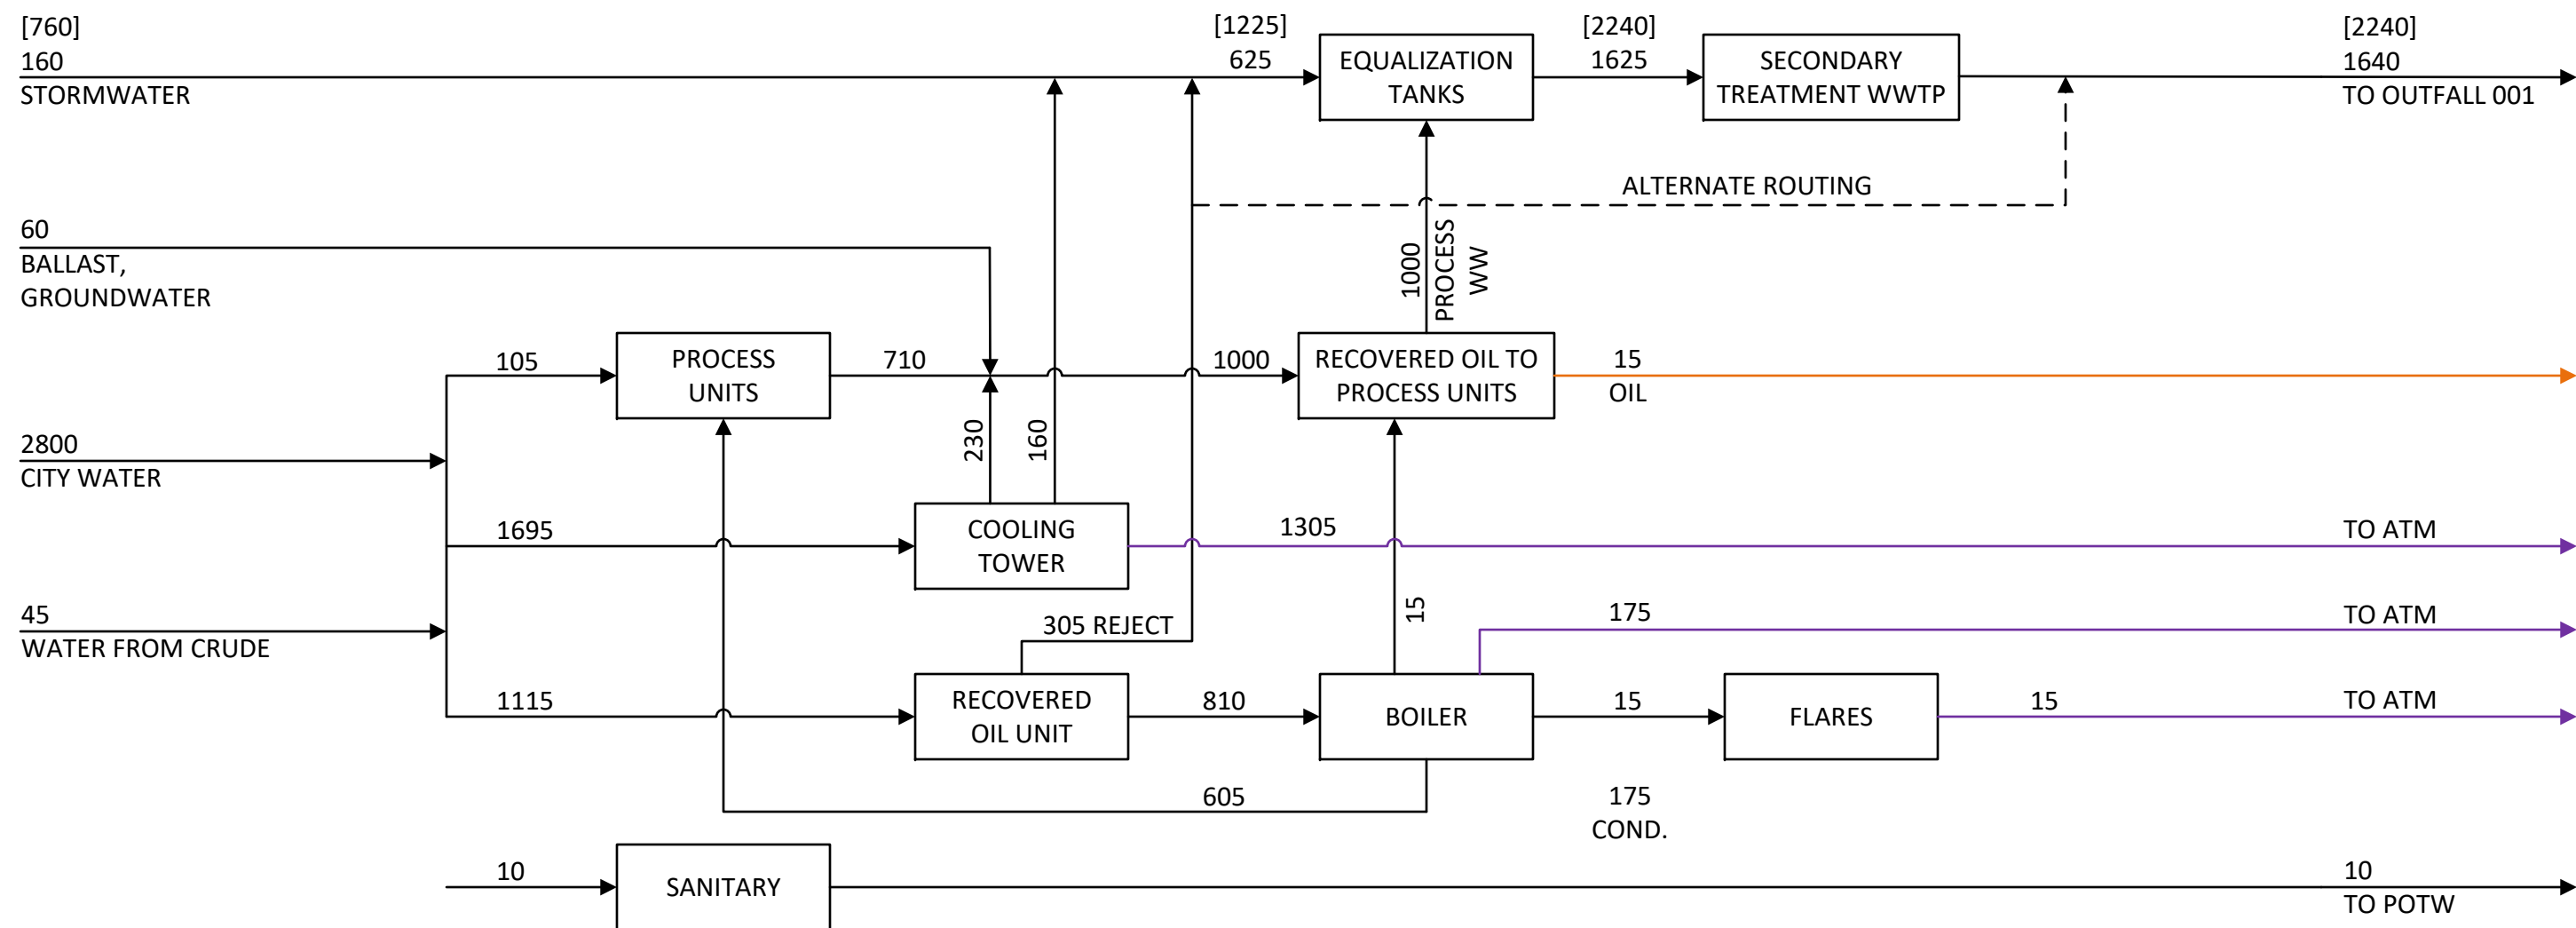 [760]
160
STORMWATER
[1225]
625
EQUALIZATION
TANKS
[2240]
1625
SECONDARY
TREATMENT WWTP
[2240]
1640
TO OUTFALL 001
ALTERNATE ROUTING
60
BALLAST,
GROUNDWATER
1000
PROCESS
WW
105
PROCESS
UNITS
710
1000
RECOVERED OIL TO
PROCESS UNITS
15
OIL
2800
CITY WATER
230
160
1695
COOLING
TOWER
1305
TO ATM
45
WATER FROM CRUDE
305 REJECT
15
175
TO ATM
1115
RECOVERED
OIL UNIT
810
BOILER
15
FLARES
15
TO ATM
605
175
COND.
10
SANITARY
10
TO POTW